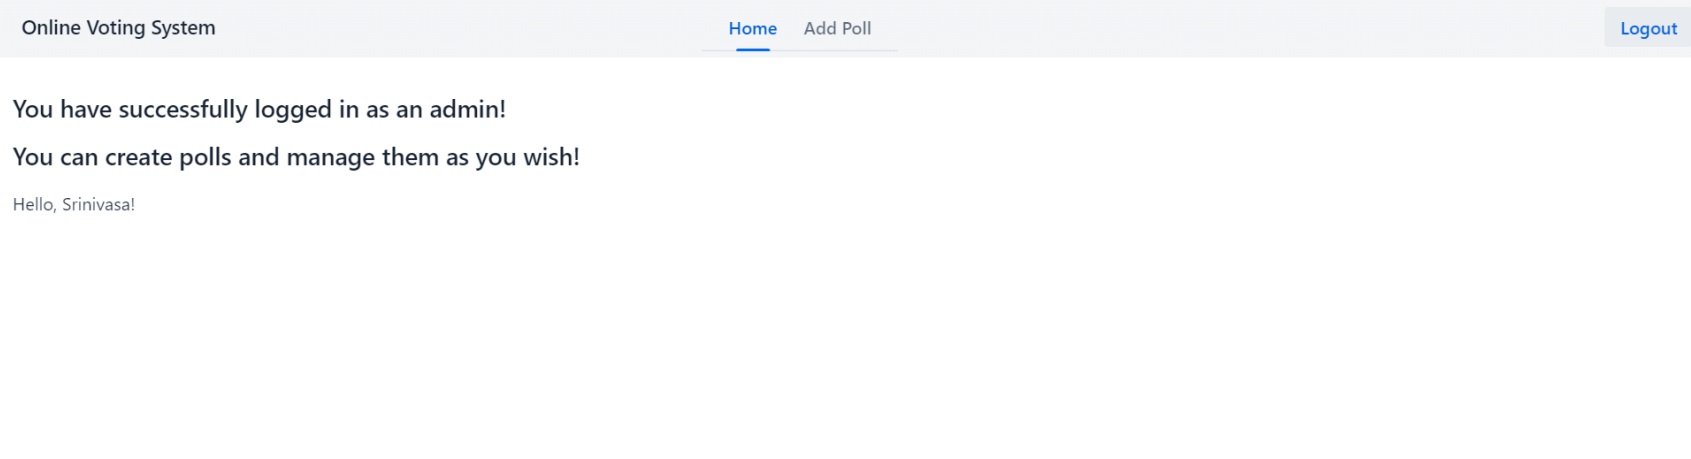 Online Voting System
Home
Add Poll
Logout
You have successfully logged in as an admin!
You can create polls and manage them as you wish!
Hello, Srinivasa!